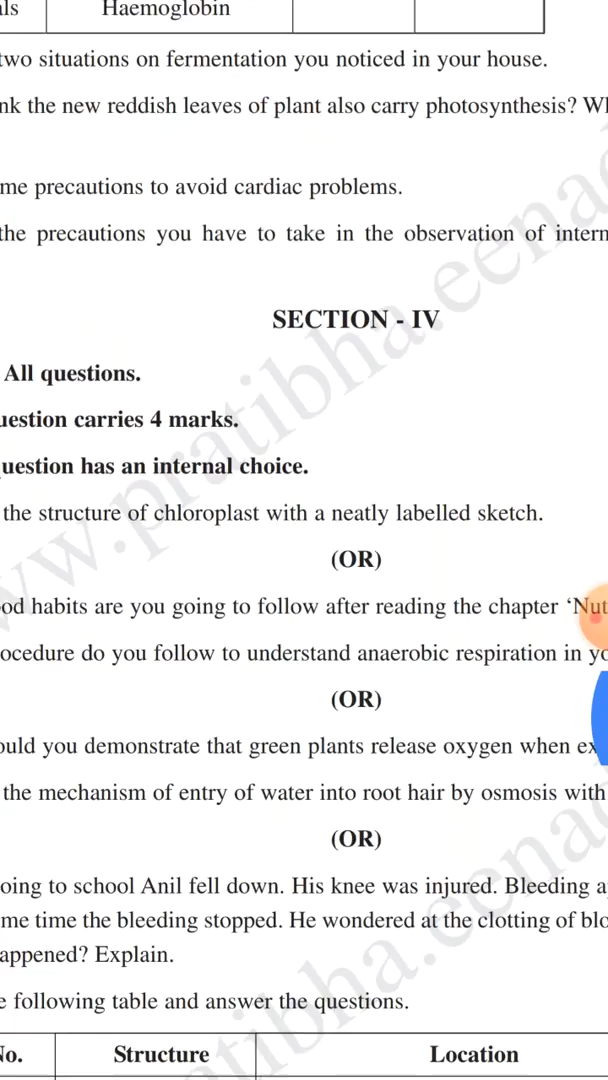 als Haemoglobin
two situations on fermentation you noticed in your house.
nk the new reddish leaves of plant also carry photosynthesis? Wh
me precautions to avoid cardiac problems.
the precautions you have to take in the observation of intern
SECTION - IV
All questions.
uestion carries 4 marks.
question has an internal choice.
the structure of chloroplast with a neatly labelled sketch.
(OR)
od habits are you going to follow after reading the chapter ‘Nut
ocedure do you follow to understand anaerobic respiration in yo
(OR)
ould you demonstrate that green plants release oxygen when ex
the mechanism of entry of water into root hair by osmosis with
(OR)
oing to school Anil fell down. His knee was injured. Bleeding a
me time the bleeding stopped. He wondered at the clotting of blo
appened? Explain.
e following table and answer the questions.
No. Structure Location
www.pratibha.eenad
pratibha.eenad